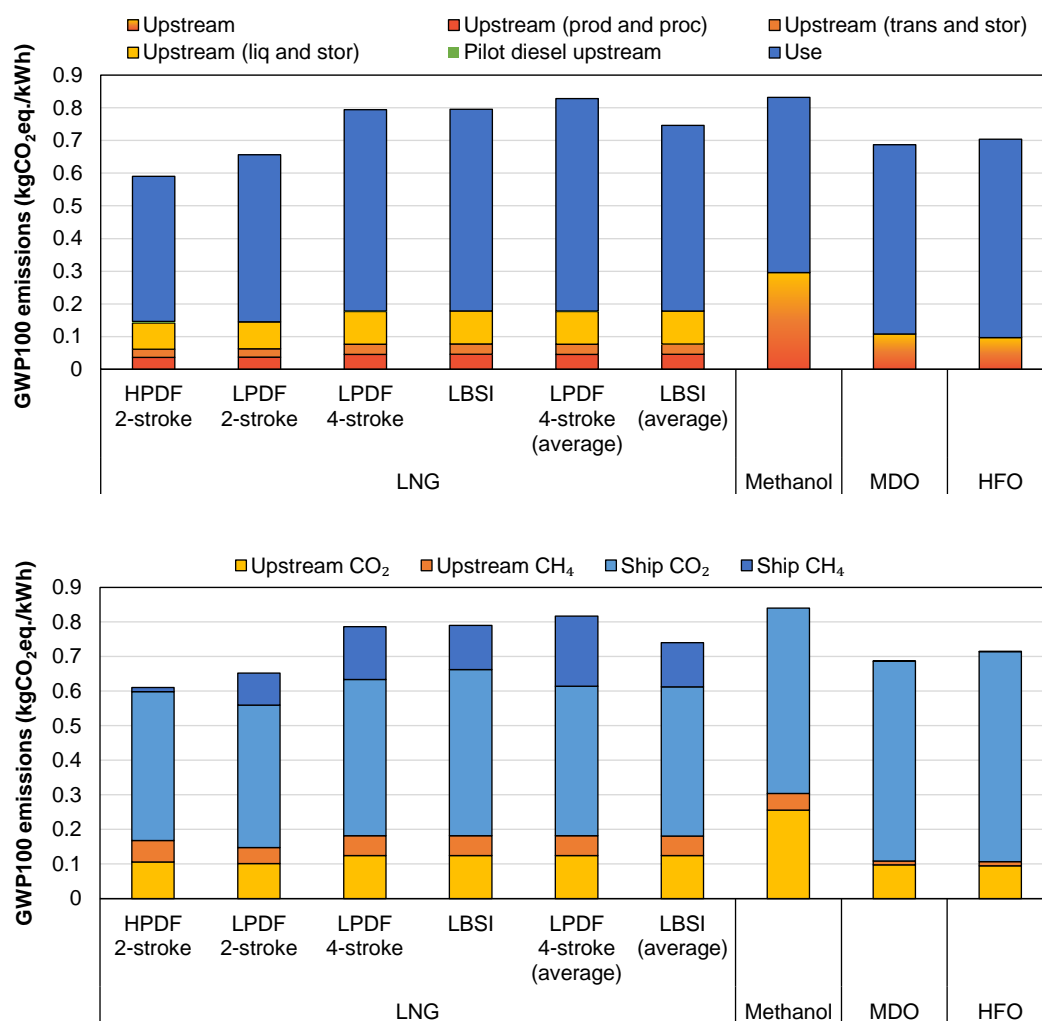 Upstream Upstream (prod and proc) Upstream (trans and stor)
Upstream (liq and stor) Pilot diesel upstream Use
GWP100 emissions (kgCO₂eq./kWh)
0.9
0.8
0.7
0.6
0.5
0.4
0.3
0.2
0.1
0
HPDF LPDF LPDF LBSI LPDF LBSI
2-stroke 2-stroke 4-stroke 4-stroke (average)
(average)
LNG Methanol MDO HFO
Upstream CO₂ Upstream CH₄ Ship CO₂ Ship CH₄
GWP100 emissions (kgCO₂eq./kWh)
0.9
0.8
0.7
0.6
0.5
0.4
0.3
0.2
0.1
0
HPDF LPDF LPDF LBSI LPDF LBSI
2-stroke 2-stroke 4-stroke 4-stroke (average)
(average)
LNG Methanol MDO HFO